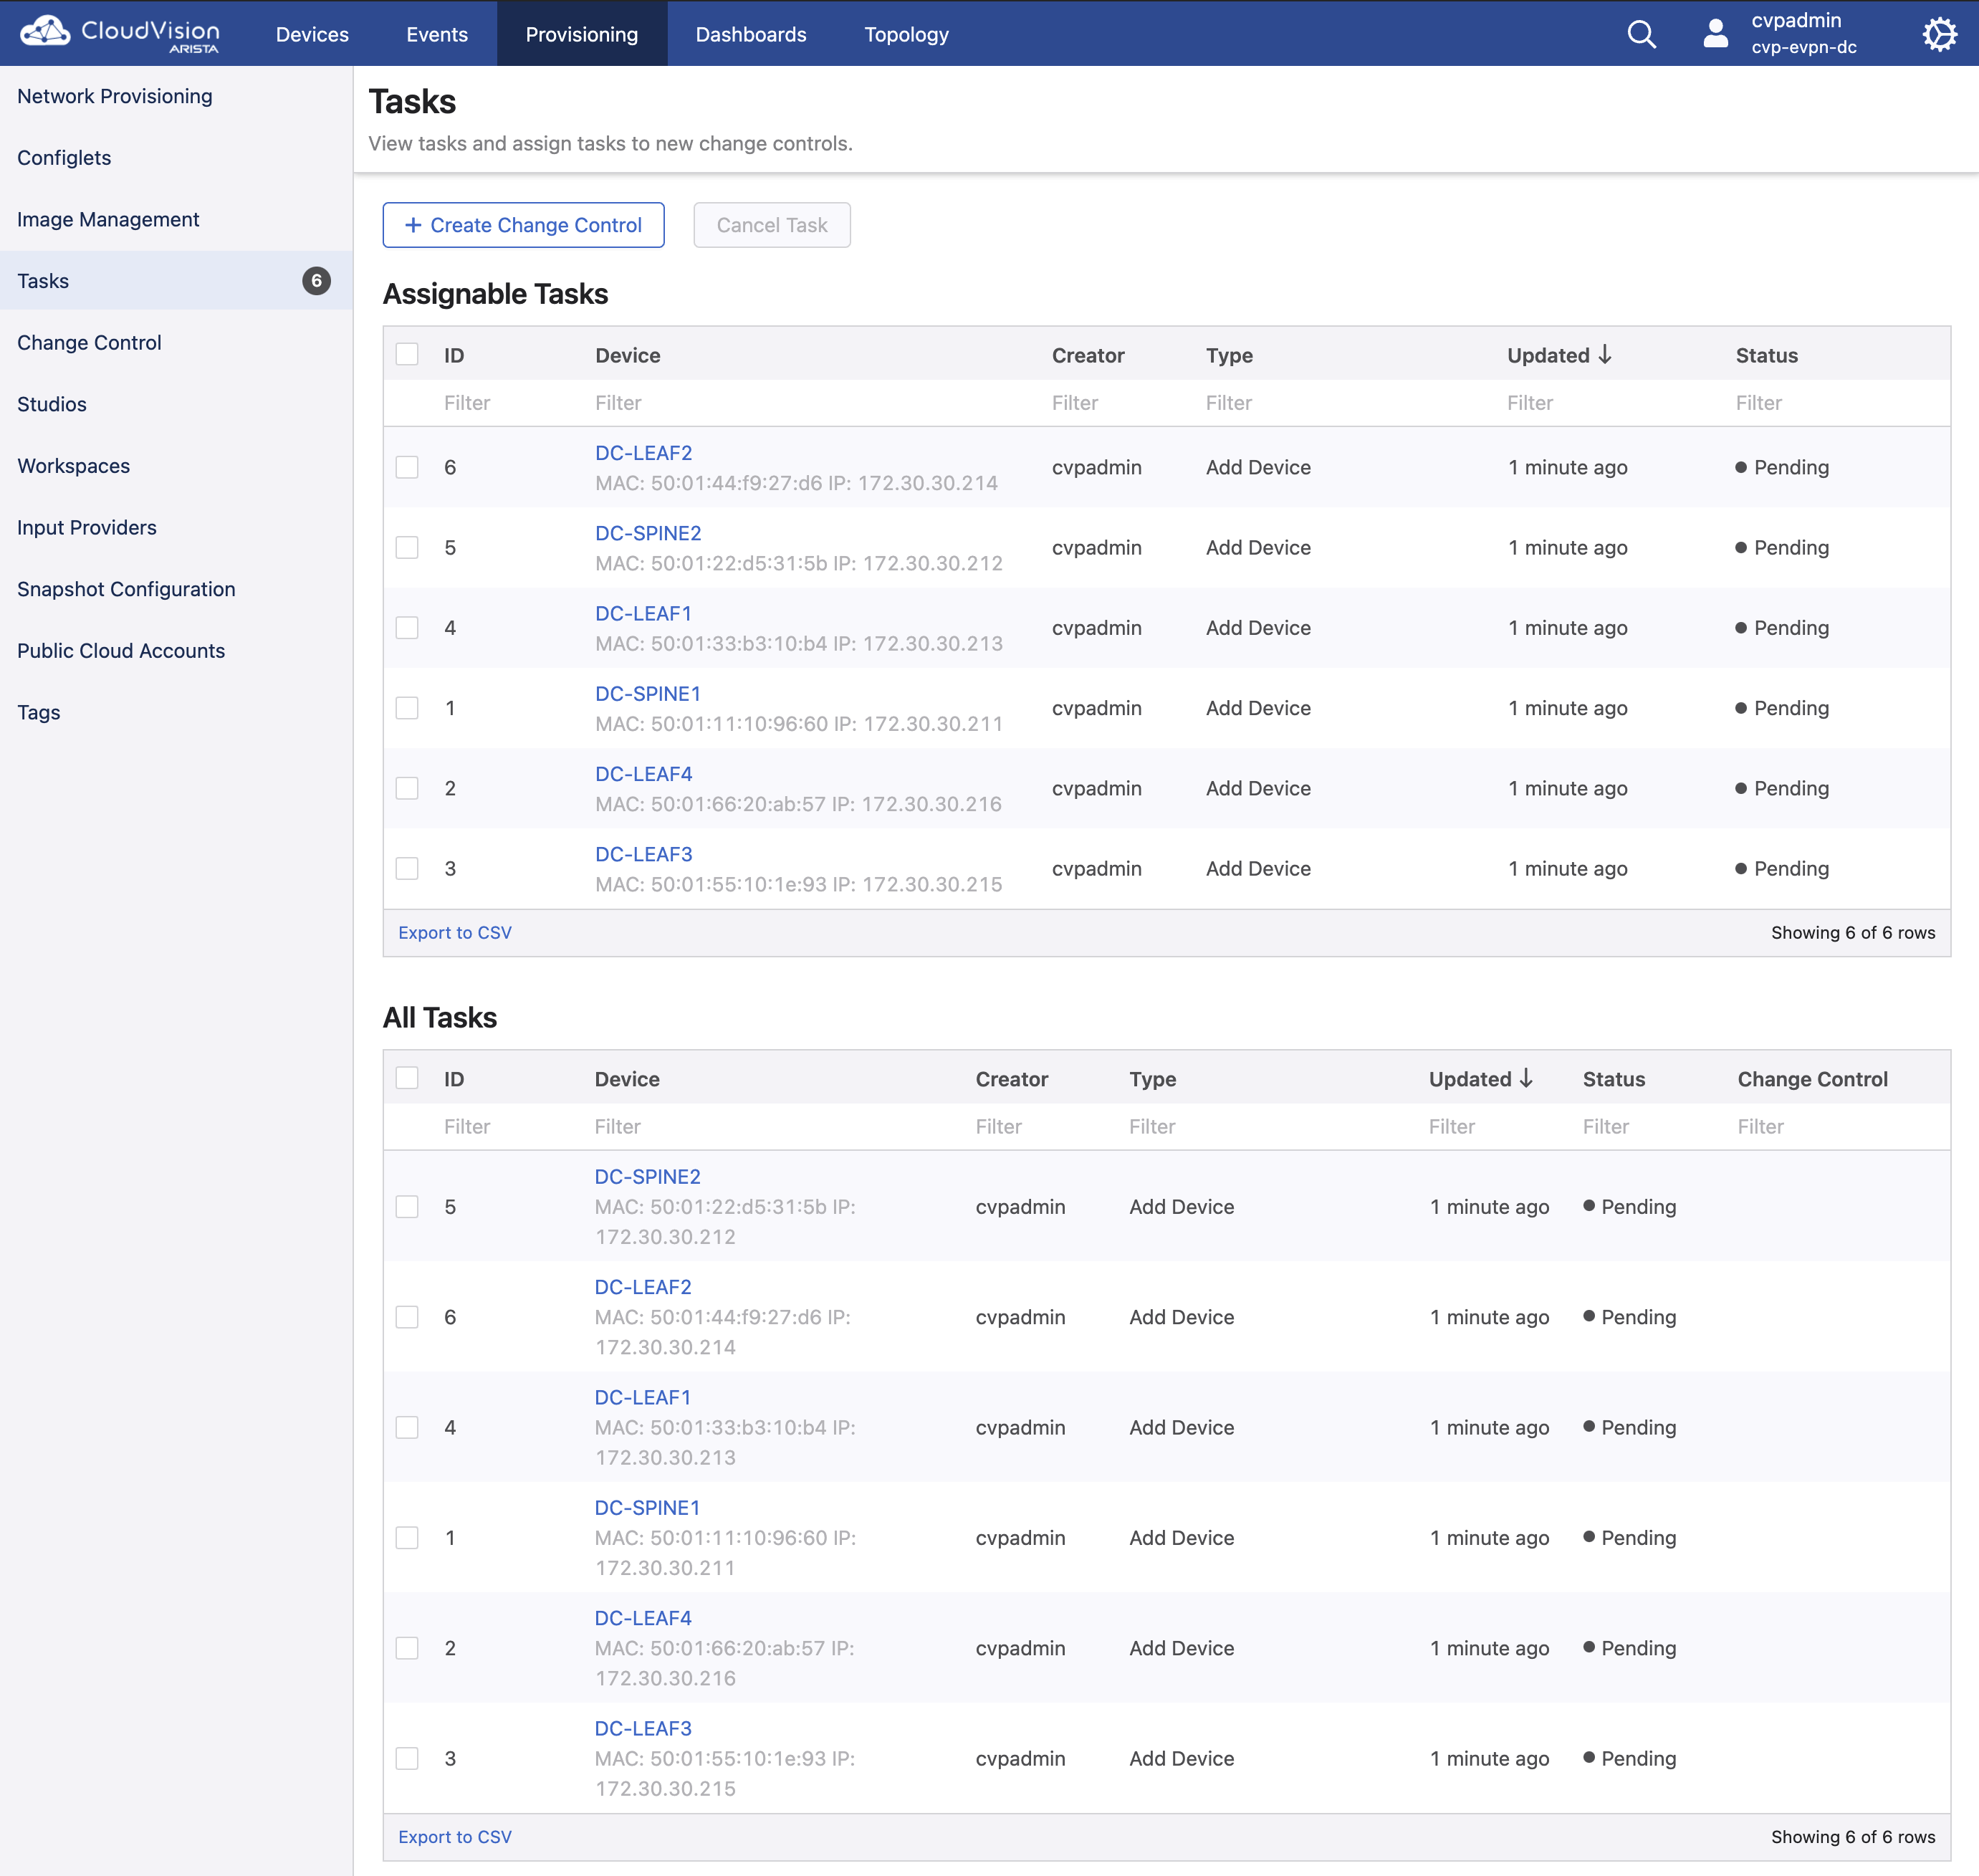 CloudVision
ARISTA
Devices
Events
Provisioning
Dashboards
Topology
cvpadmin
cvp-evpn-dc
Network Provisioning
Configlets
Image Management
Tasks
6
Change Control
Studios
Workspaces
Input Providers
Snapshot Configuration
Public Cloud Accounts
Tags
Tasks
View tasks and assign tasks to new change controls.
+ Create Change Control
Cancel Task
Assignable Tasks
ID Device Creator Type Updated ↓ Status
Filter Filter Filter Filter Filter Filter
DC-LEAF2
6 cvpadmin Add Device 1 minute ago Pending
MAC: 50:01:44:f9:27:d6 IP: 172.30.30.214
DC-SPINE2
5 cvpadmin Add Device 1 minute ago Pending
MAC: 50:01:22:d5:31:5b IP: 172.30.30.212
DC-LEAF1
4 cvpadmin Add Device 1 minute ago Pending
MAC: 50:01:33:b3:10:b4 IP: 172.30.30.213
DC-SPINE1
1 cvpadmin Add Device 1 minute ago Pending
MAC: 50:01:11:10:96:60 IP: 172.30.30.211
DC-LEAF4
2 cvpadmin Add Device 1 minute ago Pending
MAC: 50:01:66:20:ab:57 IP: 172.30.30.216
DC-LEAF3
3 cvpadmin Add Device 1 minute ago Pending
MAC: 50:01:55:10:1e:93 IP: 172.30.30.215
Export to CSV
Showing 6 of 6 rows
All Tasks
ID Device Creator Type Updated ↓ Status Change Control
Filter Filter Filter Filter Filter Filter Filter
DC-SPINE2
5 MAC: 50:01:22:d5:31:5b IP: cvpadmin Add Device 1 minute ago Pending
172.30.30.212
DC-LEAF2
6 MAC: 50:01:44:f9:27:d6 IP: cvpadmin Add Device 1 minute ago Pending
172.30.30.214
DC-LEAF1
4 MAC: 50:01:33:b3:10:b4 IP: cvpadmin Add Device 1 minute ago Pending
172.30.30.213
DC-SPINE1
1 MAC: 50:01:11:10:96:60 IP: cvpadmin Add Device 1 minute ago Pending
172.30.30.211
DC-LEAF4
2 MAC: 50:01:66:20:ab:57 IP: cvpadmin Add Device 1 minute ago Pending
172.30.30.216
DC-LEAF3
3 MAC: 50:01:55:10:1e:93 IP: cvpadmin Add Device 1 minute ago Pending
172.30.30.215
Export to CSV
Showing 6 of 6 rows